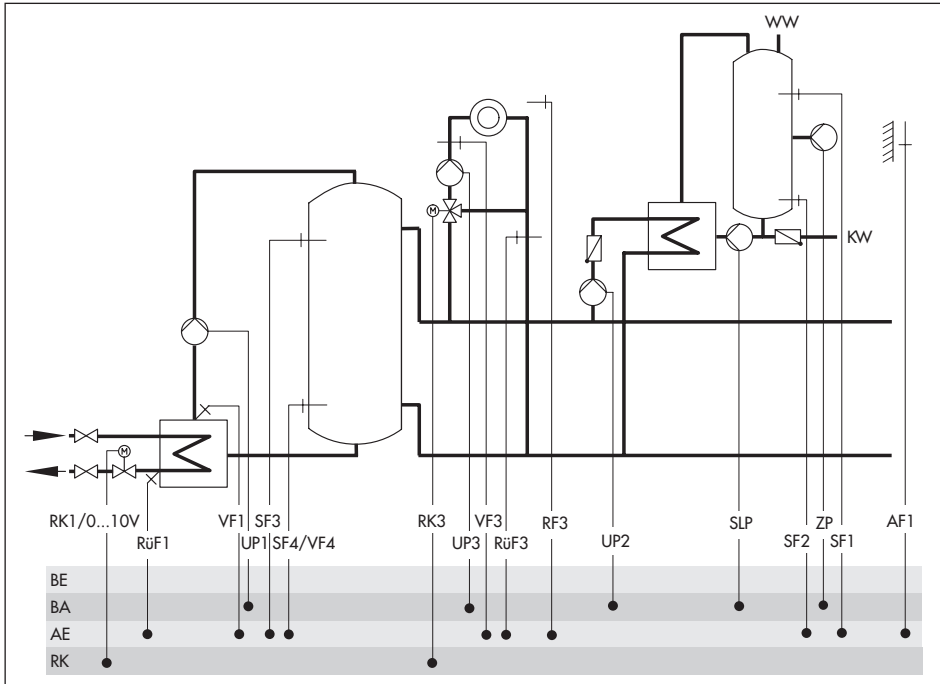 WW
KW
M
M
RK1/0...10V VF1 SF3 RK3 VF3 RF3 SLP ZP AF1
RüF1 UP1 SF4/VF4 UP3 RüF3 UP2 SF2 SF1
BE
BA
AE
RK